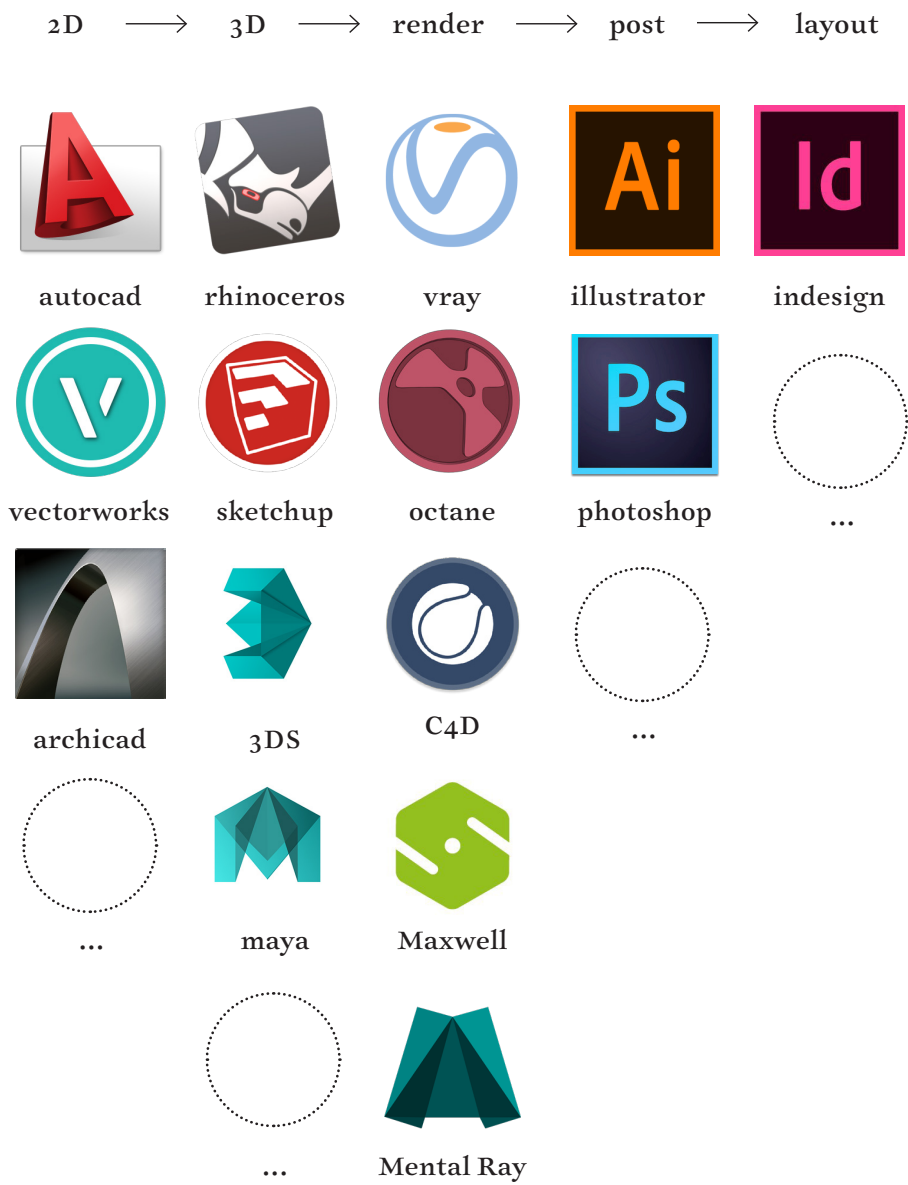 2D → 3D → render → post → layout
Ai Id
autocad rhinoceros vray illustrator indesign
Ps
vectorworks sketchup octane photoshop ...
archicad 3DS C4D ...
... maya Maxwell
... Mental Ray